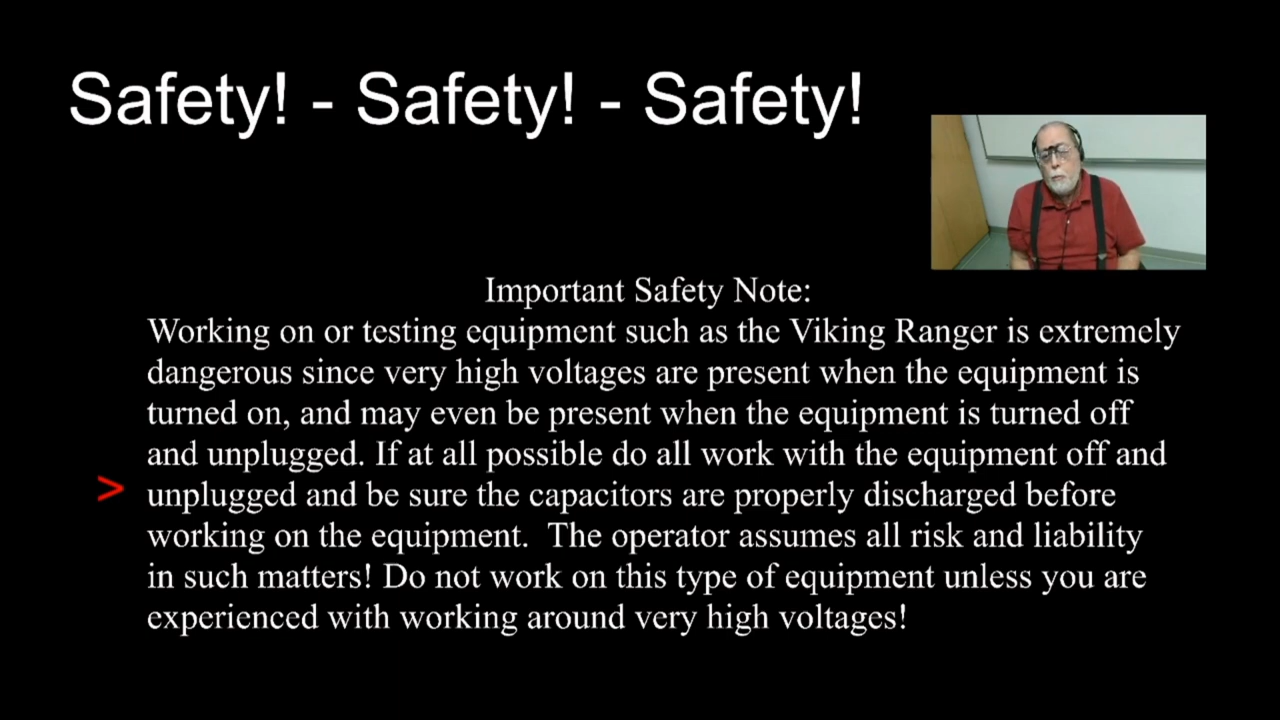 Safety! - Safety! - Safety!
Important Safety Note:
Working on or testing equipment such as the Viking Ranger is extremely
dangerous since very high voltages are present when the equipment is
turned on, and may even be present when the equipment is turned off
and unplugged. If at all possible do all work with the equipment off and
> unplugged and be sure the capacitors are properly discharged before
working on the equipment.  The operator assumes all risk and liability
in such matters! Do not work on this type of equipment unless you are
experienced with working around very high voltages!